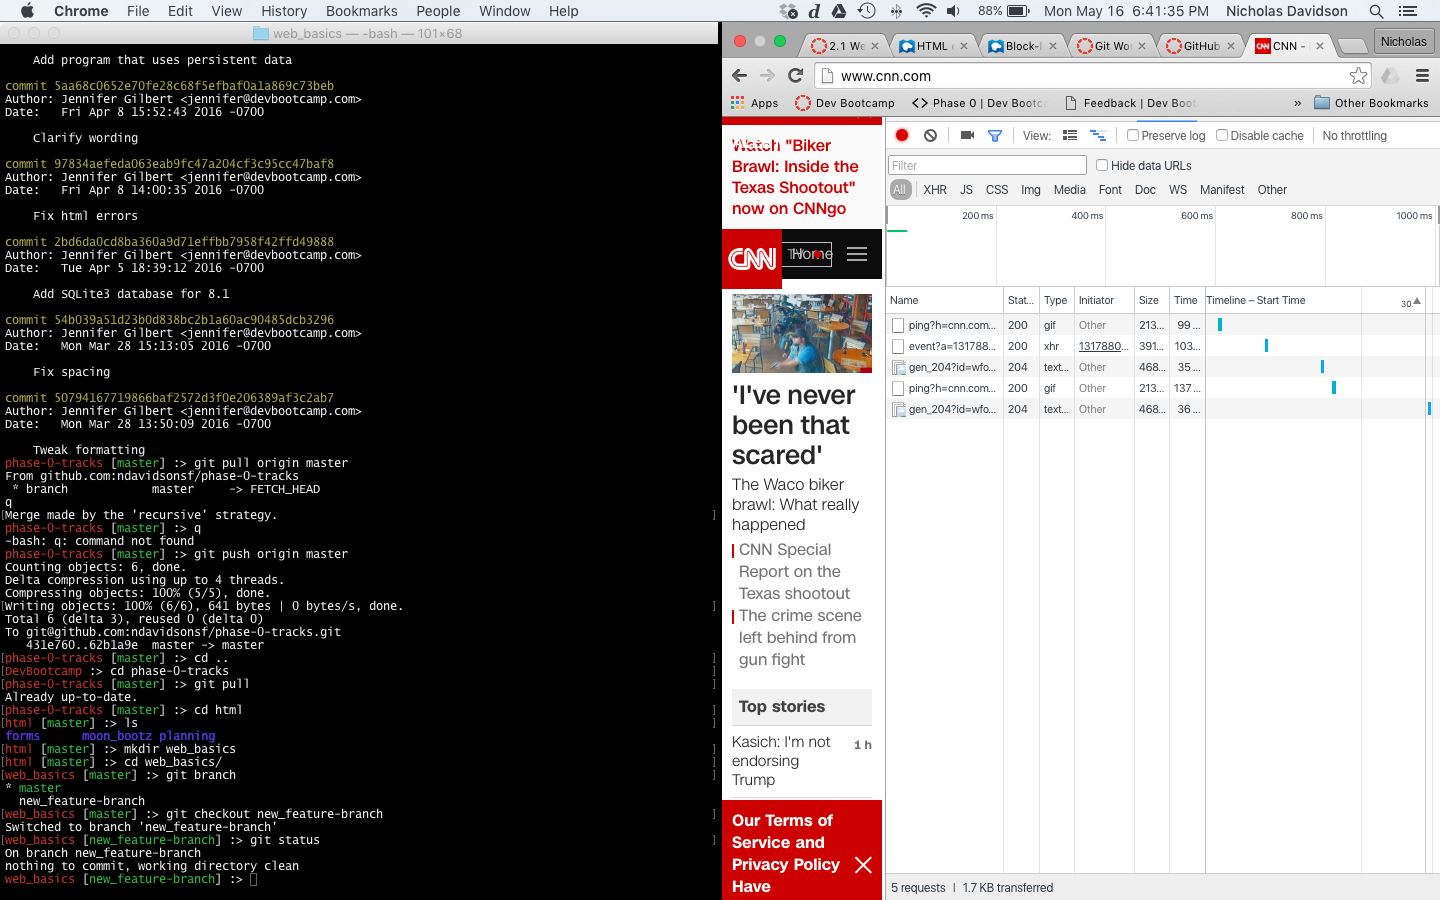 Chrome File Edit View History Bookmarks People Window Help
88% Mon May 16 6:41:35 PM Nicholas Davidson
web_basics — -bash — 101×68
Add program that uses persistent data
commit 5aa68c0652e70fe28c68f5efbaf0a1a869c73beb
Author: Jennifer Gilbert <jennifer@devbootcamp.com>
Date: Fri Apr 8 15:52:43 2016 -0700
Clarify wording
commit 97834aefeda063eab9fc47a204cf3c95cc47baf8
Author: Jennifer Gilbert <jennifer@devbootcamp.com>
Date: Fri Apr 8 14:00:35 2016 -0700
Fix html errors
commit 2bd6da0cd8ba360a9d71effbb7958f42ffd49888
Author: Jennifer Gilbert <jennifer@devbootcamp.com>
Date: Tue Apr 5 18:39:12 2016 -0700
Add SQLite3 database for 8.1
commit 54b039a51d23b0d838bc2b1a60ac90485dcb3296
Author: Jennifer Gilbert <jennifer@devbootcamp.com>
Date: Mon Mar 28 15:13:05 2016 -0700
Fix spacing
commit 50794167719866baf2572d3f0e206389af3c2ab7
Author: Jennifer Gilbert <jennifer@devbootcamp.com>
Date: Mon Mar 28 13:50:09 2016 -0700
Tweak formatting
phase-0-tracks [master] :> git pull origin master
From github.com:ndavidsonsf/phase-0-tracks
* branch master -> FETCH_HEAD
q
[Merge made by the 'recursive' strategy. ]
phase-0-tracks [master] :> q
-bash: q: command not found
phase-0-tracks [master] :> git push origin master
Counting objects: 6, done.
Delta compression using up to 4 threads.
Compressing objects: 100% (5/5), done.
[Writing objects: 100% (6/6), 641 bytes | 0 bytes/s, done. ]
Total 6 (delta 3), reused 0 (delta 0)
To git@github.com:ndavidsonsf/phase-0-tracks.git
431e760..62b1a9e master -> master
[phase-0-tracks [master] :> cd .. ]
[DevBootcamp :> cd phase-0-tracks ]
[phase-0-tracks [master] :> git pull ]
Already up-to-date.
[phase-0-tracks [master] :> cd html ]
[html [master] :> ls ]
forms moon_bootz planning
[html [master] :> mkdir web_basics ]
[html [master] :> cd web_basics/ ]
[web_basics [master] :> git branch ]
* master
new_feature-branch
[web_basics [master] :> git checkout new_feature-branch ]
Switched to branch 'new_feature-branch'
[web_basics [new_feature-branch] :> git status ]
On branch new_feature-branch
nothing to commit, working directory clean
web_basics [new_feature-branch] :>
2.1 We HTML Block-l Git Wo GitHub CNN - Nicholas
www.cnn.com
Apps Dev Bootcamp <> Phase 0 | Dev Bootc Feedback | Dev Boot » Other Bookmarks
Watch "Biker
Brawl: Inside the
Texas Shootout"
now on CNNgo
CNN TV Home
'I've never
been that
scared'
The Waco biker
brawl: What really
happened
CNN Special
Report on the
Texas shootout
The crime scene
left behind from
gun fight
Top stories
Kasich: I'm not 1 h
endorsing
Trump
Our Terms of
Service and
Privacy Policy
Have
View: Preserve log Disable cache No throttling
Filter Hide data URLs
All XHR JS CSS Img Media Font Doc WS Manifest Other
200 ms 400 ms 600 ms 800 ms 1000 ms
Name Stat... Type Initiator Size Time Timeline – Start Time 30.
ping?h=cnn.com... 200 gif Other 213... 99 ...
event?a=131788... 200 xhr 1317880... 391... 103...
gen_204?id=wfo... 204 text... Other 468... 35 ...
ping?h=cnn.com... 200 gif Other 213... 137 ...
gen_204?id=wfo... 204 text... Other 468... 36 ...
5 requests | 1.7 KB transferred